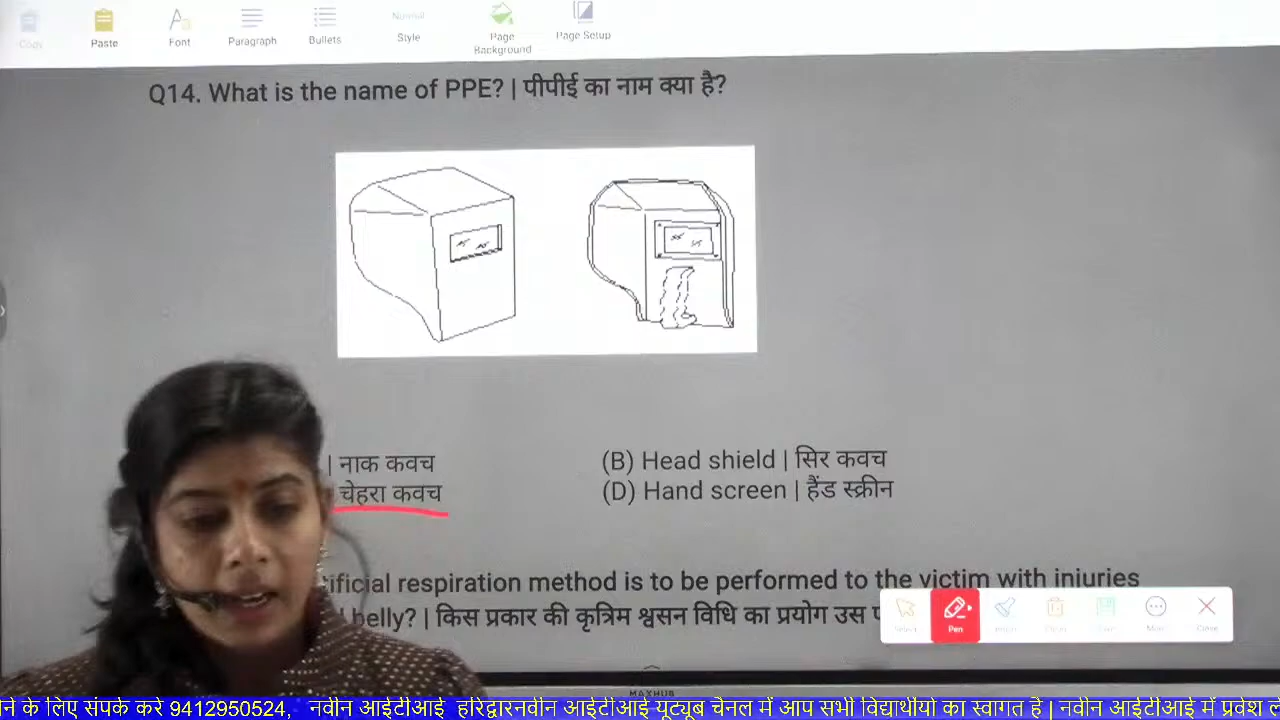 Copy
Paste
Font
Paragraph
Bullets
Normal
Style
Page
Background
Page Setup
Q14. What is the name of PPE? | पीपीई का नाम क्या है?
| नाक कवच
(B) Head shield | सिर कवच
चेहरा कवच
(D) Hand screen | हैंड स्क्रीन
ificial respiration method is to be performed to the victim with injuries
belly? | किस प्रकार की कृत्रिम श्वसन विधि का प्रयोग उस
Select
Pen
Close
MAXHUB
ने के लिए संपर्क करे 9412950524, नवीन आईटीआई हरिद्वारनवीन आईटीआई यूट्यूब चैनल में आप सभी विद्यार्थीयो का स्वागत है | नवीन आईटीआई में प्रवेश ल